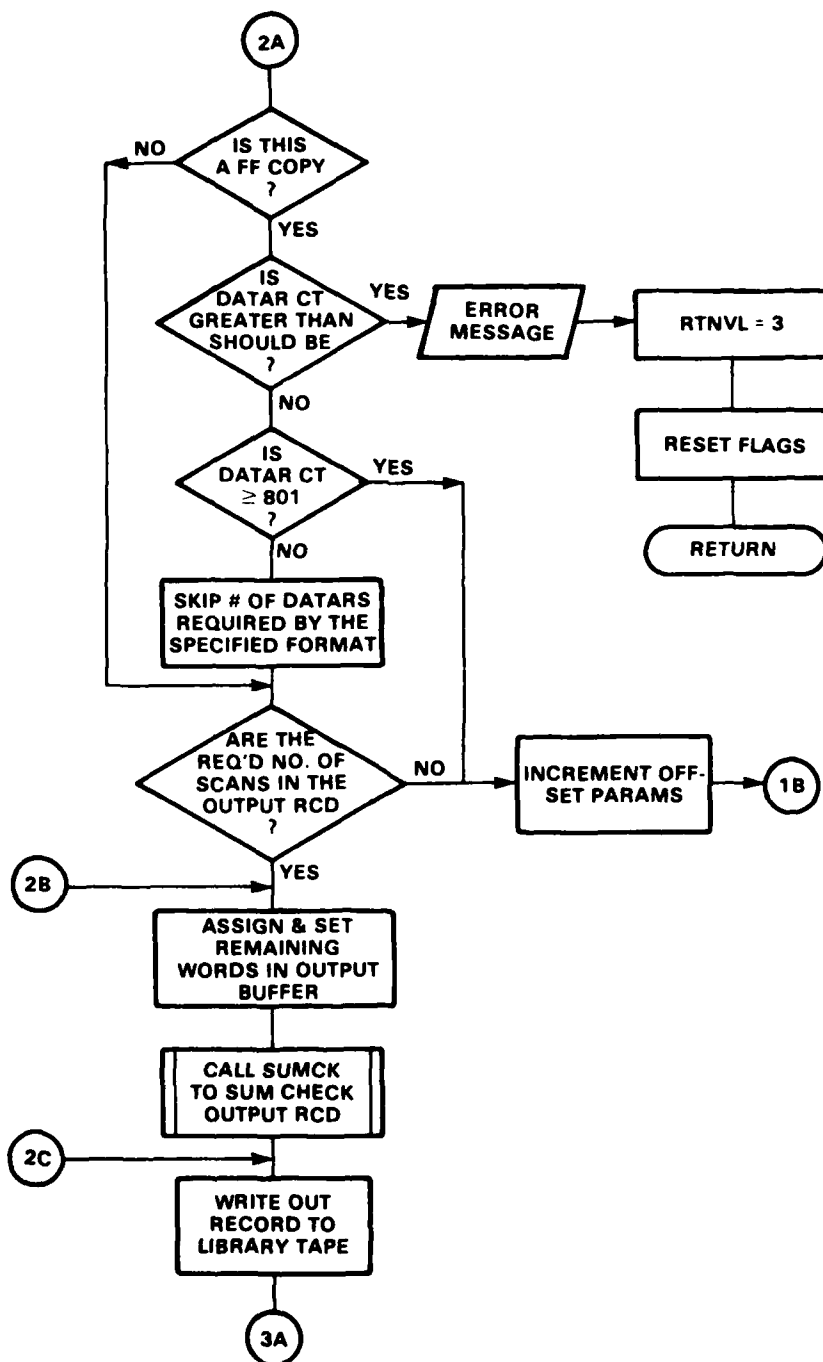 2A
IS THIS
A FF COPY
?
NO
YES
IS
DATAR CT
GREATER THAN
SHOULD BE
?
YES
ERROR
MESSAGE
RTNVL = 3
RESET FLAGS
RETURN
NO
IS
DATAR CT
≥ 801
?
YES
NO
SKIP # OF DATARS
REQUIRED BY THE
SPECIFIED FORMAT
ARE THE
REQ'D NO. OF
SCANS IN THE
OUTPUT RCD
?
NO
INCREMENT OFF-
SET PARAMS
1B
YES
2B
ASSIGN & SET
REMAINING
WORDS IN OUTPUT
BUFFER
CALL SUMCK
TO SUM CHECK
OUTPUT RCD
2C
WRITE OUT
RECORD TO
LIBRARY TAPE
3A